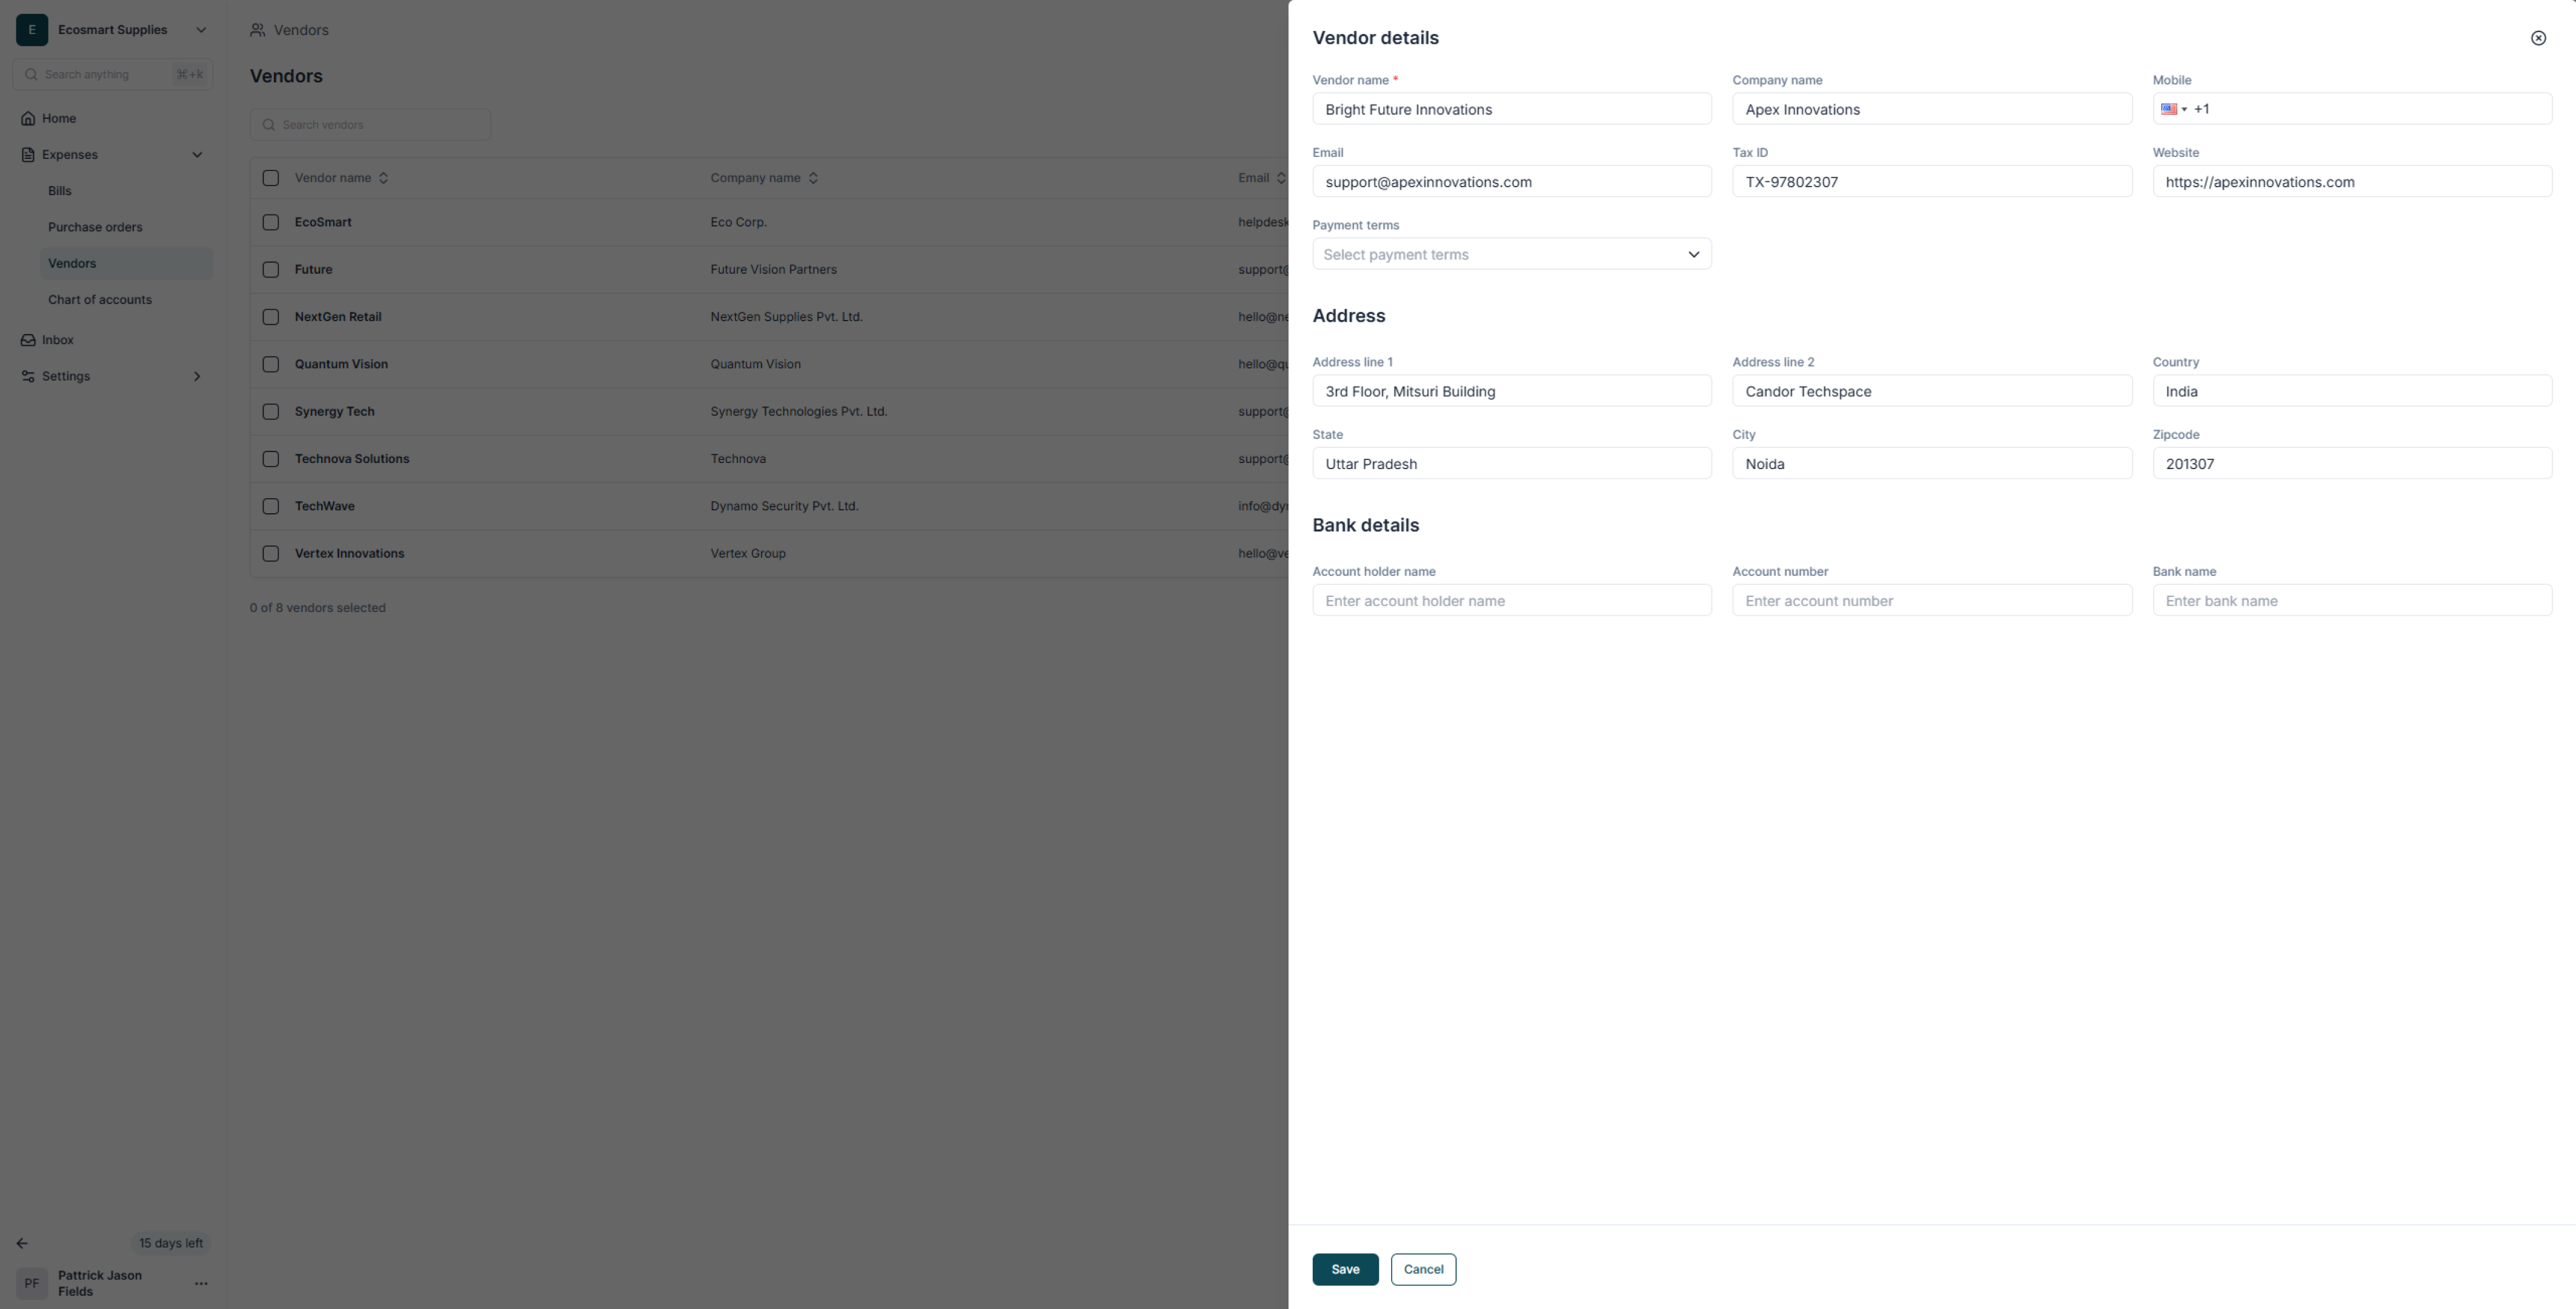 E
Ecosmart Supplies
Search anything
⌘+k
Home
Expenses
Bills
Purchase orders
Vendors
Chart of accounts
Inbox
Settings
15 days left
PF
Pattrick Jason
Fields
Vendors
Vendors
Search vendors
Vendor name
Company name
Email
EcoSmart
Eco Corp.
helpdesk
Future
Future Vision Partners
support@
NextGen Retail
NextGen Supplies Pvt. Ltd.
hello@ne
Quantum Vision
Quantum Vision
hello@qu
Synergy Tech
Synergy Technologies Pvt. Ltd.
support@
Technova Solutions
Technova
support@
TechWave
Dynamo Security Pvt. Ltd.
info@dyn
Vertex Innovations
Vertex Group
hello@ve
0 of 8 vendors selected
Vendor details
Vendor name *
Company name
Mobile
Bright Future Innovations
Apex Innovations
+1
Email
Tax ID
Website
support@apexinnovations.com
TX-97802307
https://apexinnovations.com
Payment terms
Select payment terms
Address
Address line 1
Address line 2
Country
3rd Floor, Mitsuri Building
Candor Techspace
India
State
City
Zipcode
Uttar Pradesh
Noida
201307
Bank details
Account holder name
Account number
Bank name
Enter account holder name
Enter account number
Enter bank name
Save
Cancel